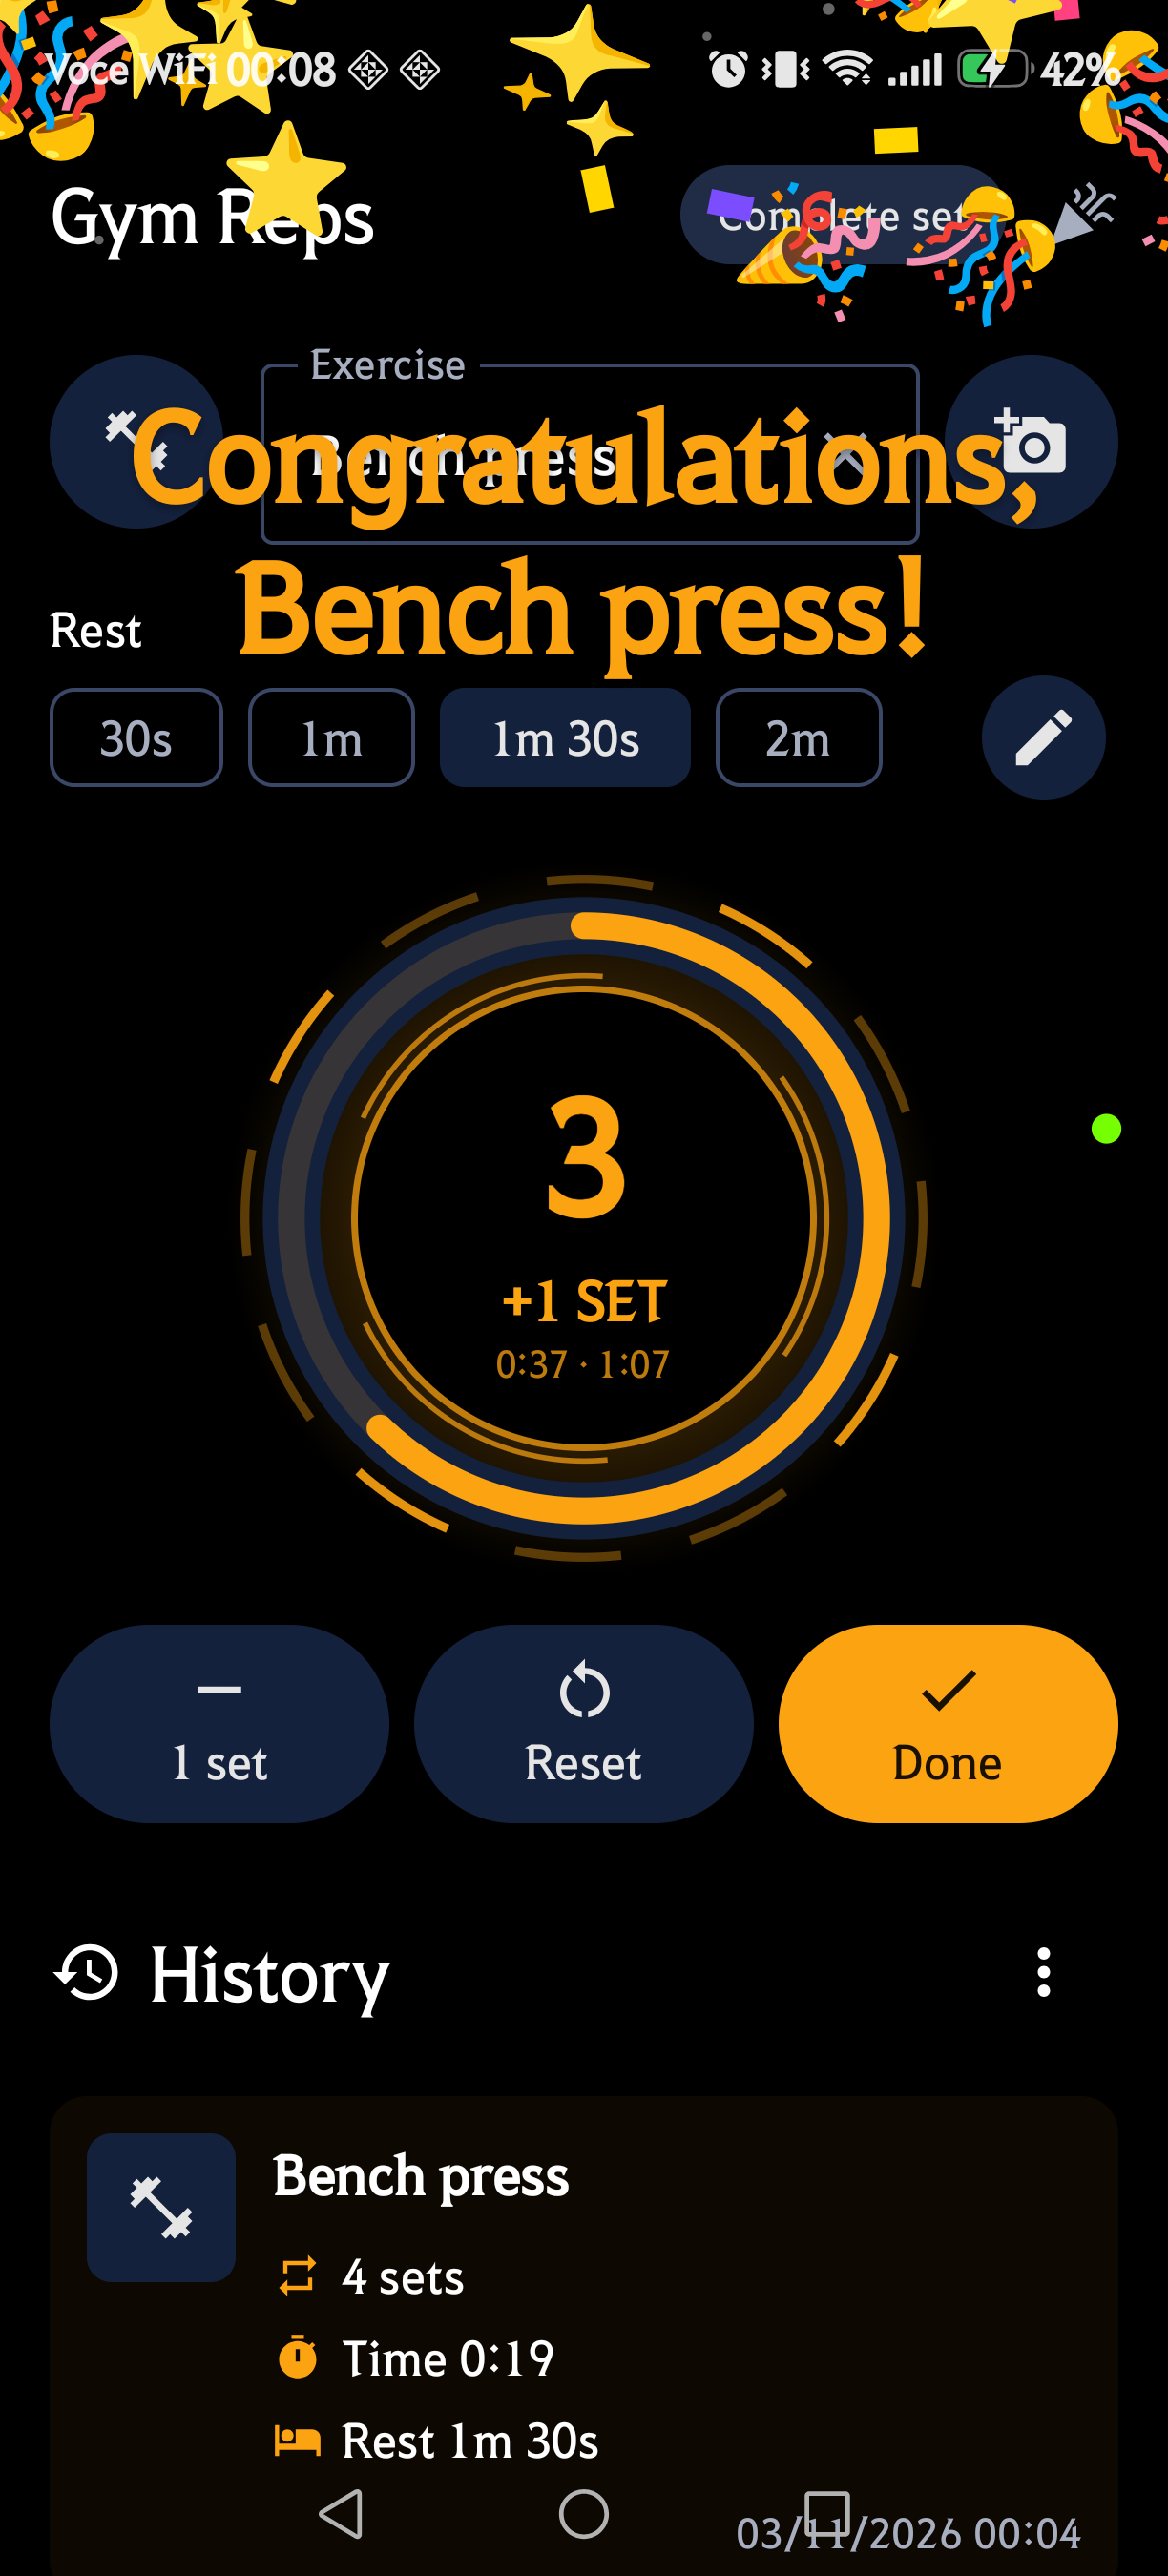 Voce WiFi 00:08 42%
Gym Reps
Complete set
Exercise
Bench press
Congratulations,
Bench press!
Rest
30s 1m 1m 30s 2m
3
+1 SET
0:37 · 1:07
1 set Reset Done
History
Bench press
4 sets
Time 0:19
Rest 1m 30s
03/11/2026 00:04